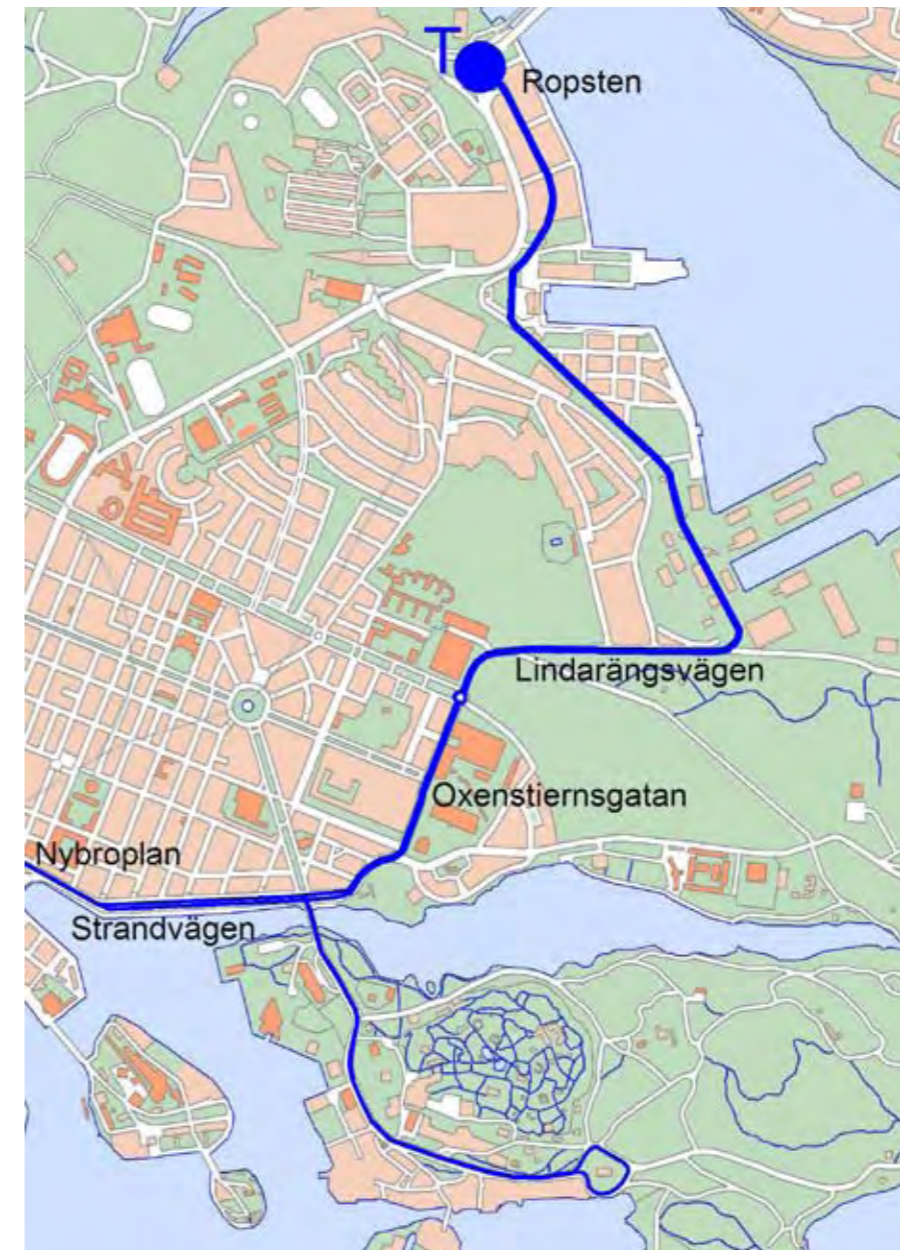 T
Ropsten
Lindarängsvägen
Oxenstiernsgatan
Nybroplan
Strandvägen